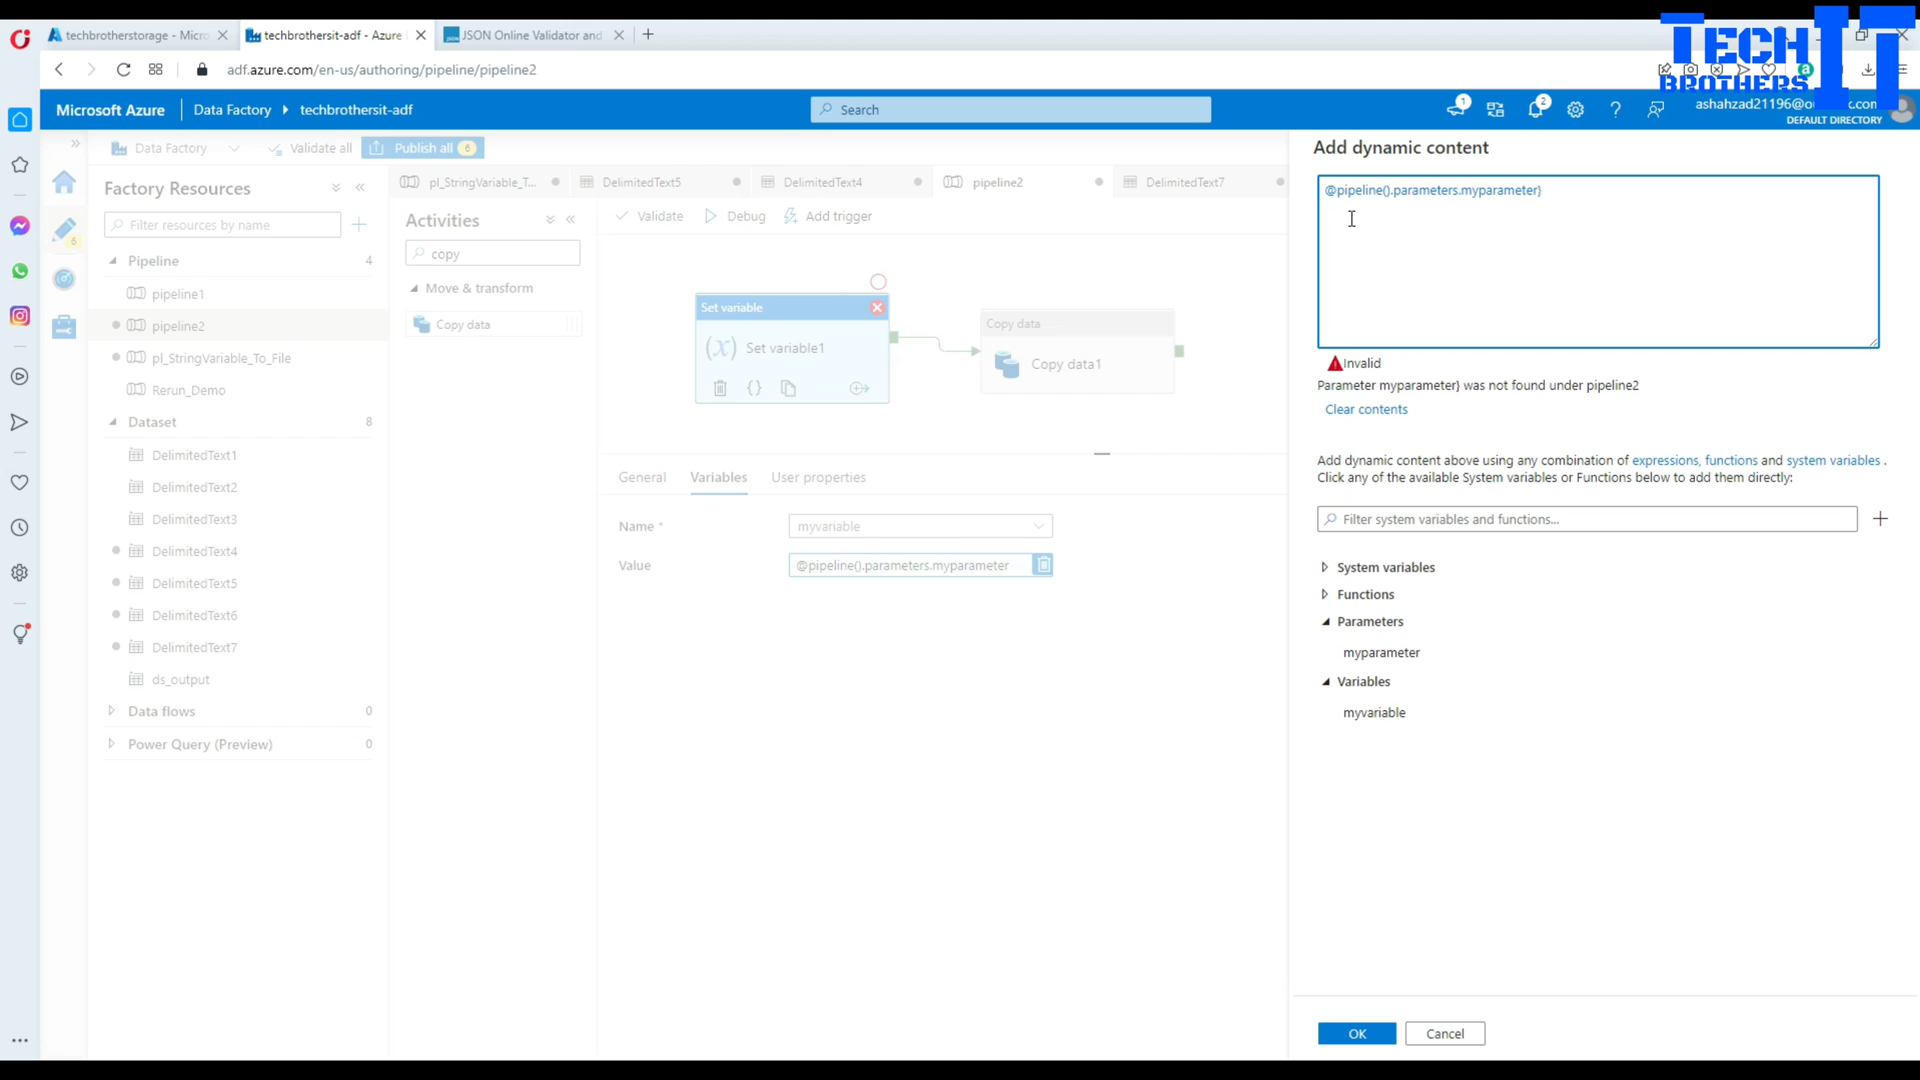 techbrotherstorage - Micro
techbrothersit-adf - Azure
JSON Online Validator and
TECH IT
BROTHERS
adf.azure.com/en-us/authoring/pipeline/pipeline2
Microsoft Azure
Data Factory
techbrothersit-adf
Search
1
2
DEFAULT DIRECTORY
Data Factory
Validate all
Publish all 6
Factory Resources
Filter resources by name
6
Pipeline 4
pipeline1
pipeline2
pl_StringVariable_To_File
Rerun_Demo
Dataset 8
DelimitedText1
DelimitedText2
DelimitedText3
DelimitedText4
DelimitedText5
DelimitedText6
DelimitedText7
ds_output
Data flows 0
Power Query (Preview) 0
pl_StringVariable_T...
DelimitedText5
DelimitedText4
pipeline2
DelimitedText7
Activities
copy
Move & transform
Copy data
Validate
Debug
Add trigger
Set variable
(x) Set variable1
{}
Copy data
Copy data1
General
Variables
User properties
Name *
myvariable
Value
@pipeline().parameters.myparameter
Add dynamic content
@pipeline().parameters.myparameter}
Invalid
Parameter myparameter} was not found under pipeline2
Clear contents
Add dynamic content above using any combination of expressions, functions and system variables .
Click any of the available System variables or Functions below to add them directly:
Filter system variables and functions...
System variables
Functions
Parameters
myparameter
Variables
myvariable
OK
Cancel